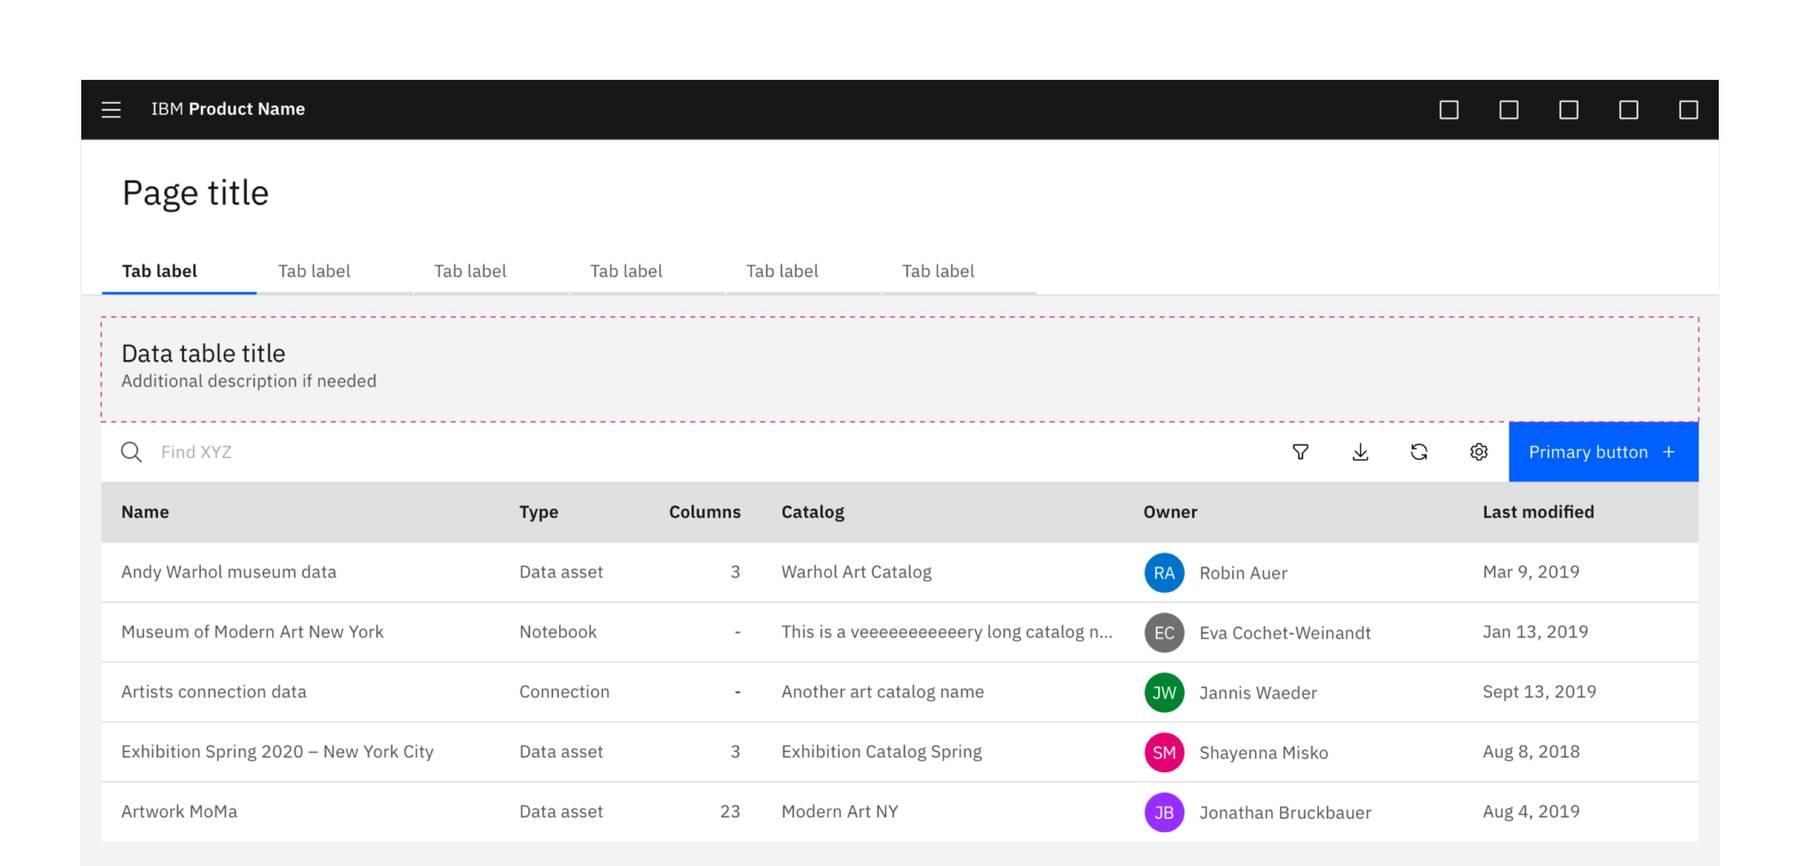 IBM Product Name
Page title
Tab label Tab label Tab label Tab label Tab label Tab label
Data table title
Additional description if needed
Find XYZ Primary button +
Name Type Columns Catalog Owner Last modified
Andy Warhol museum data Data asset 3 Warhol Art Catalog RA Robin Auer Mar 9, 2019
Museum of Modern Art New York Notebook - This is a veeeeeeeeeeery long catalog n... EC Eva Cochet-Weinandt Jan 13, 2019
Artists connection data Connection - Another art catalog name JW Jannis Waeder Sept 13, 2019
Exhibition Spring 2020 – New York City Data asset 3 Exhibition Catalog Spring SM Shayenna Misko Aug 8, 2018
Artwork MoMa Data asset 23 Modern Art NY JB Jonathan Bruckbauer Aug 4, 2019